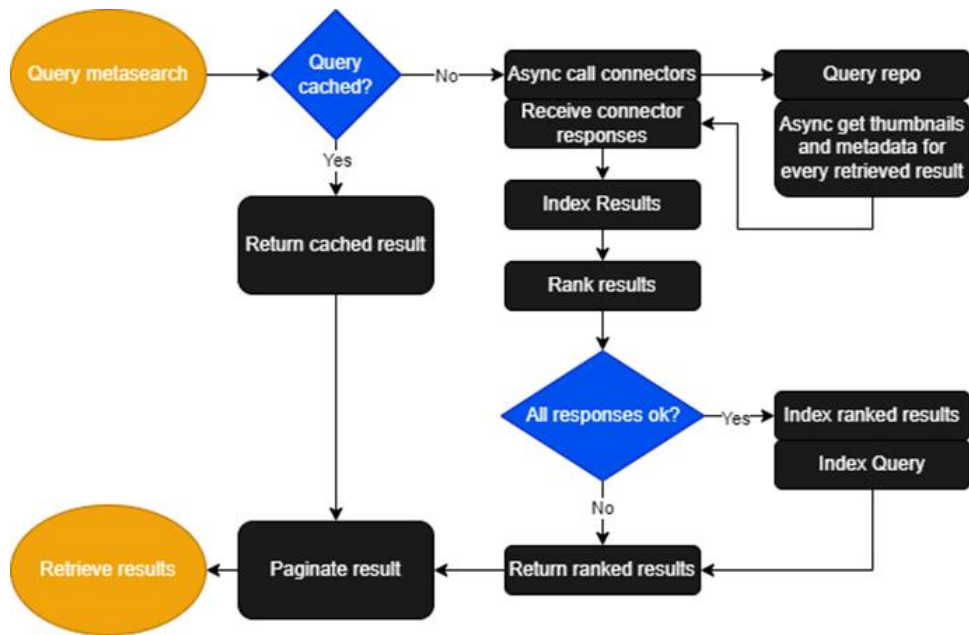 Query metasearch
Query
cached?
No
Async call connectors
Query repo
Receive connector
responses
Async get thumbnails
and metadata for
every retrieved result
Yes
Index Results
Return cached result
Rank results
All responses ok?
Yes
Index ranked results
Index Query
No
Retrieve results
Paginate result
Return ranked results